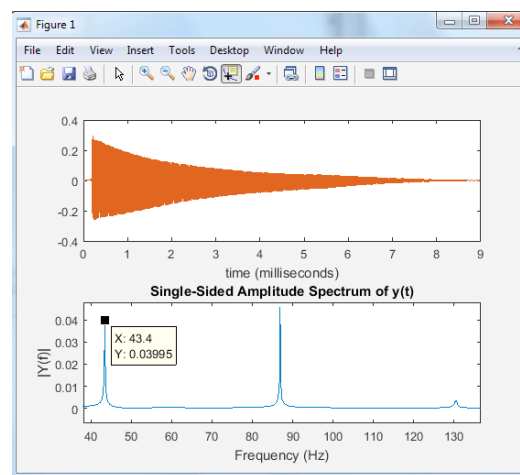 Figure 1
File Edit View Insert Tools Desktop Window Help
0.4
0.2
0
-0.2
-0.4
0 1 2 3 4 5 6 7 8 9
time (milliseconds)
Single-Sided Amplitude Spectrum of y(t)
0.04
0.03
0.02
0.01
0
|Y(f)|
X: 43.4
Y: 0.03995
40 50 60 70 80 90 100 110 120 130
Frequency (Hz)